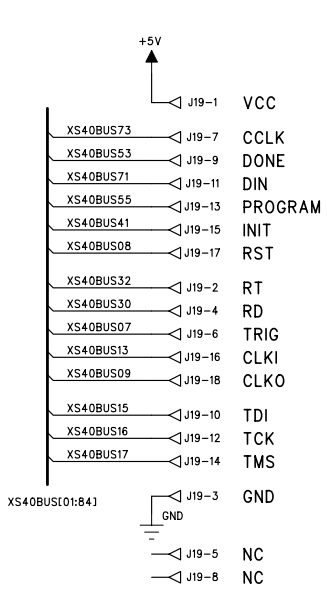 +5V
J19-1 VCC
XS40BUS73 J19-7 CCLK
XS40BUS53 J19-9 DONE
XS40BUS71 J19-11 DIN
XS40BUS55 J19-13 PROGRAM
XS40BUS41 J19-15 INIT
XS40BUS08 J19-17 RST
XS40BUS32 J19-2 RT
XS40BUS30 J19-4 RD
XS40BUS07 J19-6 TRIG
XS40BUS13 J19-16 CLKI
XS40BUS09 J19-18 CLKO
XS40BUS15 J19-10 TDI
XS40BUS16 J19-12 TCK
XS40BUS17 J19-14 TMS
XS40BUS[01:84] J19-3 GND
GND
J19-5 NC
J19-8 NC